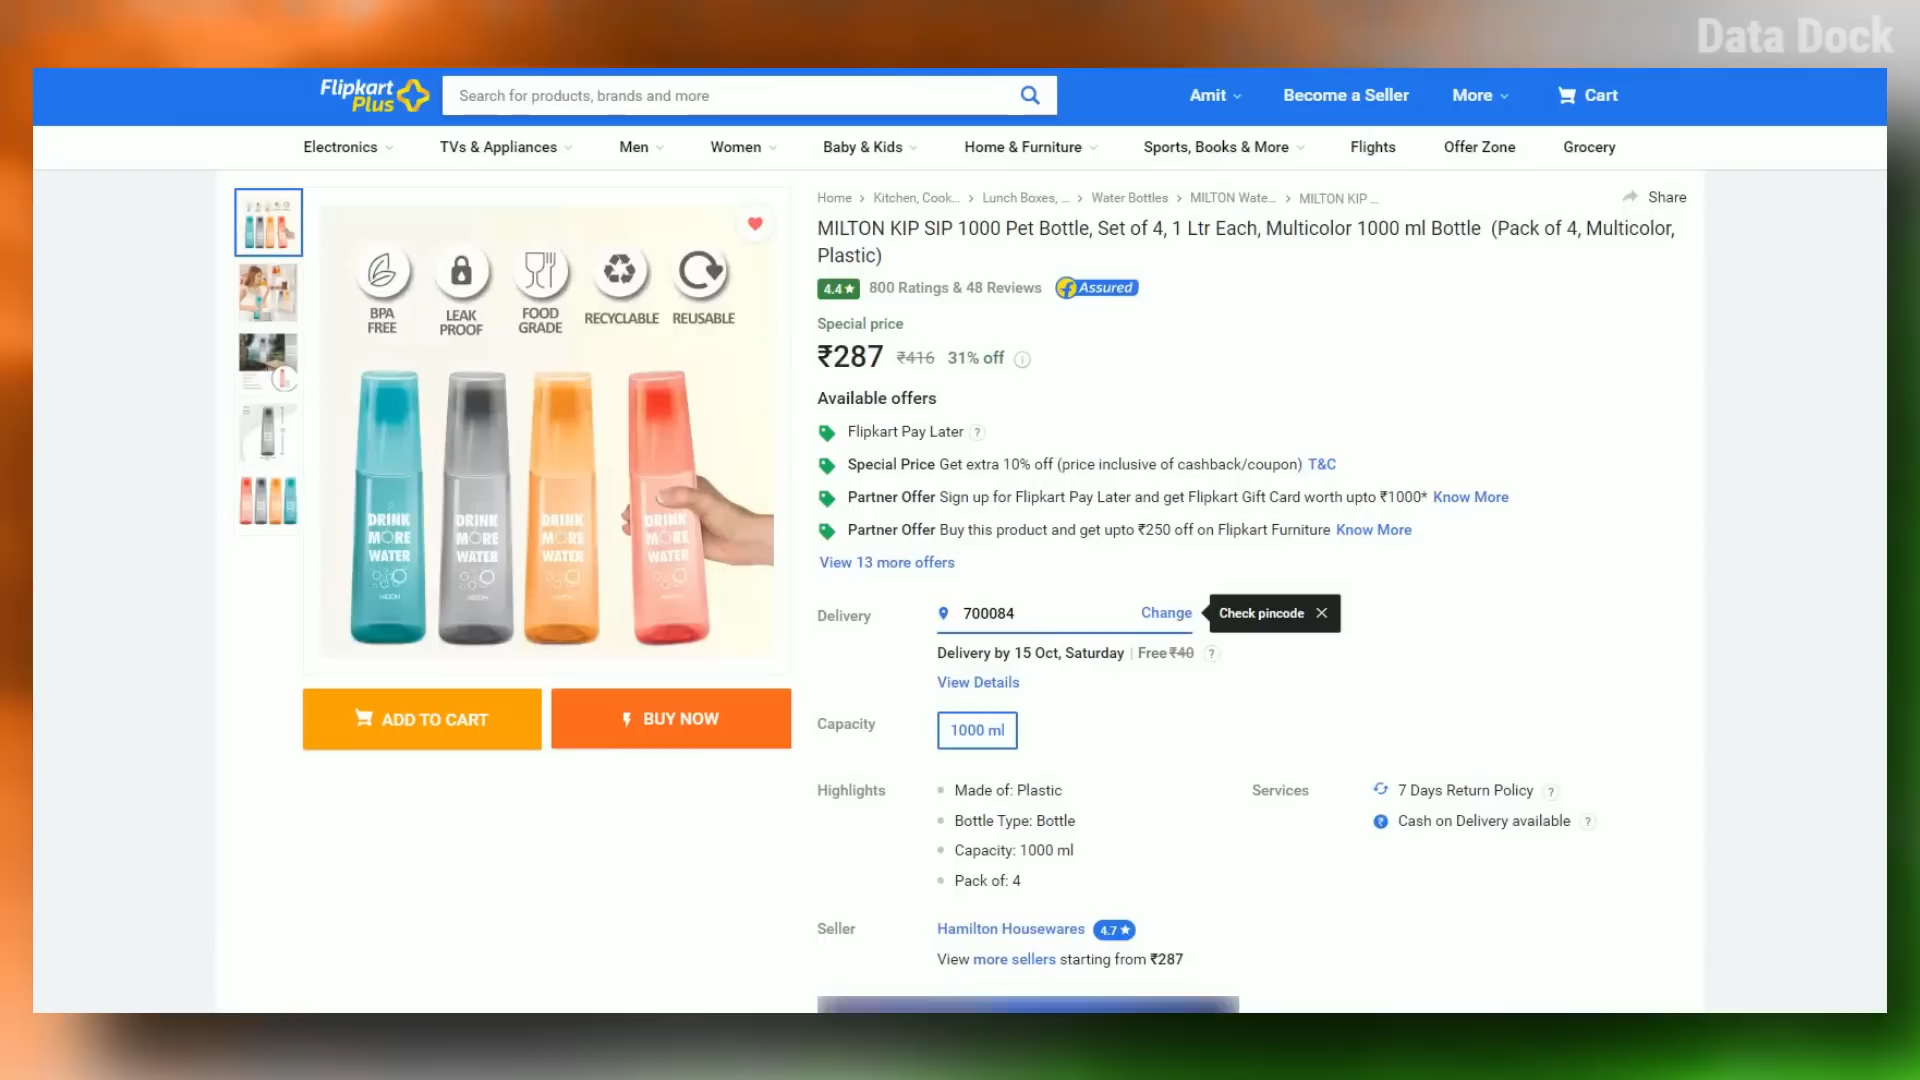 Data Dock
Flipkart
Plus
Search for products, brands and more
Amit
Become a Seller
More
Cart
Electronics
TVs & Appliances
Men
Women
Baby & Kids
Home & Furniture
Sports, Books & More
Flights
Offer Zone
Grocery
Home > Kitchen, Cook... > Lunch Boxes, ... > Water Bottles > MILTON Wate... > MILTON KIP ...
Share
MILTON KIP SIP 1000 Pet Bottle, Set of 4, 1 Ltr Each, Multicolor 1000 ml Bottle (Pack of 4, Multicolor,
Plastic)
4.4★ 800 Ratings & 48 Reviews
Assured
Special price
₹287 ₹416 31% off
Available offers
Flipkart Pay Later ?
Special Price Get extra 10% off (price inclusive of cashback/coupon) T&C
Partner Offer Sign up for Flipkart Pay Later and get Flipkart Gift Card worth upto ₹1000* Know More
Partner Offer Buy this product and get upto ₹250 off on Flipkart Furniture Know More
View 13 more offers
BPA
FREE
LEAK
PROOF
FOOD
GRADE
RECYCLABLE
REUSABLE
DRINK
MORE
WATER
DRINK
MORE
WATER
DRINK
MORE
WATER
DRINK
MORE
WATER
ADD TO CART
BUY NOW
Delivery
700084
Change
Check pincode
Delivery by 15 Oct, Saturday | Free ₹40 ?
View Details
Capacity
1000 ml
Highlights
Made of: Plastic
Bottle Type: Bottle
Capacity: 1000 ml
Pack of: 4
Services
7 Days Return Policy ?
Cash on Delivery available ?
Seller
Hamilton Housewares 4.7★
View more sellers starting from ₹287